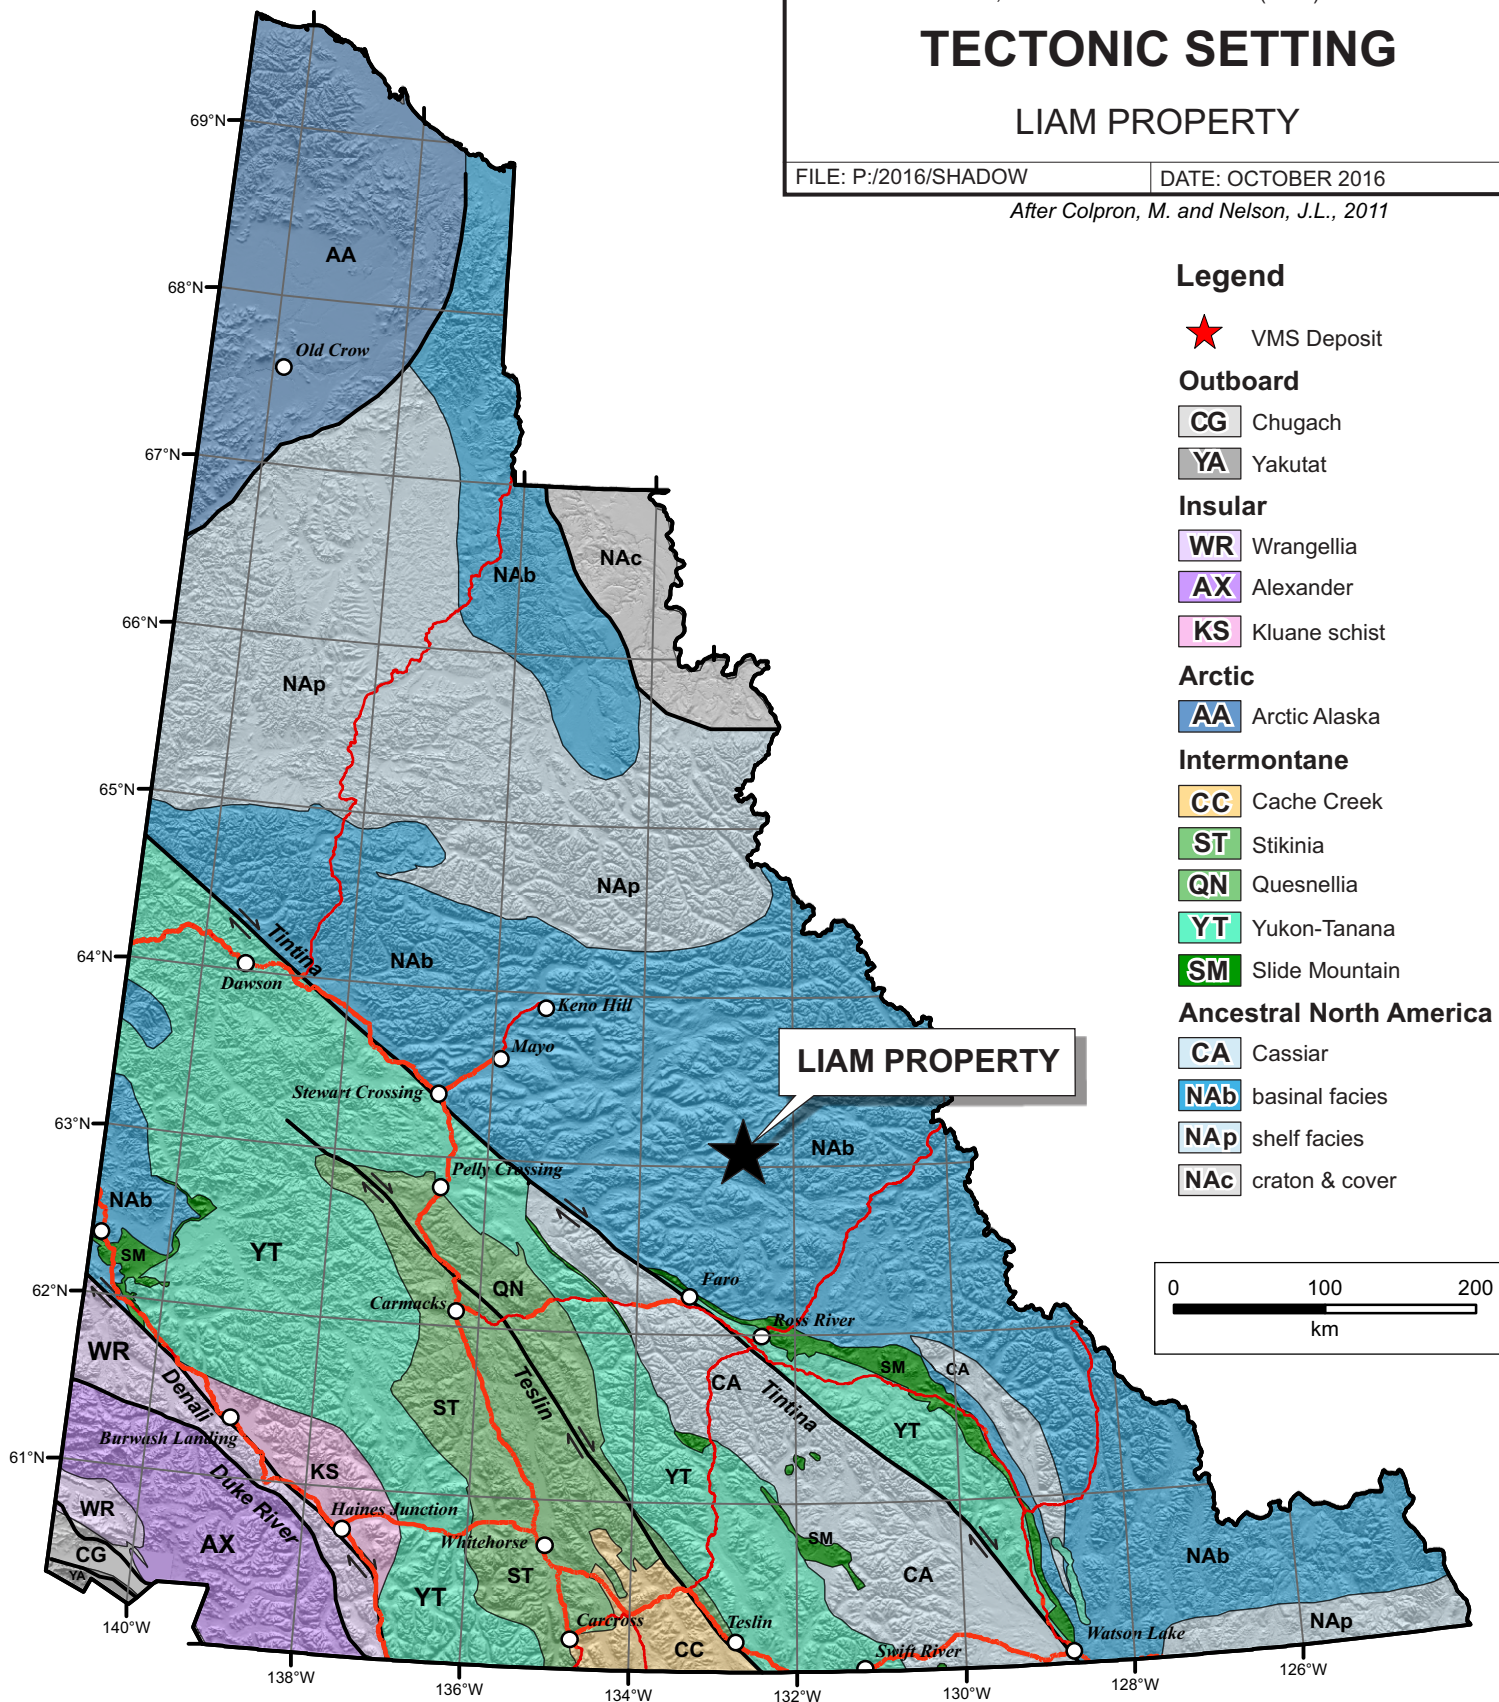 TECTONIC SETTING
LIAM PROPERTY
FILE: P:/2016/SHADOW
DATE: OCTOBER 2016
After Colpron, M. and Nelson, J.L., 2011
Legend
VMS Deposit
Outboard
CG Chugach
YA Yakutat
Insular
WR Wrangellia
AX Alexander
KS Kluane schist
Arctic
AA Arctic Alaska
Intermontane
CC Cache Creek
ST Stikinia
QN Quesnellia
YT Yukon-Tanana
SM Slide Mountain
Ancestral North America
CA Cassiar
NAb basinal facies
NAp shelf facies
NAc craton & cover
0 100 200
km
69°N
AA
68°N
Old Crow
67°N
NAc
NAb
66°N
NAp
65°N
NAp
Tintina
64°N
NAb
Dawson
Keno Hill
Mayo
LIAM PROPERTY
Stewart Crossing
63°N
NAb
Pelly Crossing
NAb
YT
SM
62°N
QN
Faro
Carmacks
Ross River
WR
SM
CA
Denali
Teslin
CA
Tintina
ST
YT
Burwash Landing
61°N
KS
YT
Duke River
WR
Haines Junction
AX
Whitehorse
SM
CG
YA
ST
CA
NAb
YT
Carcross
Teslin
NAp
140°W
CC
Swift River
Watson Lake
138°W
136°W
134°W
132°W
130°W
128°W
126°W